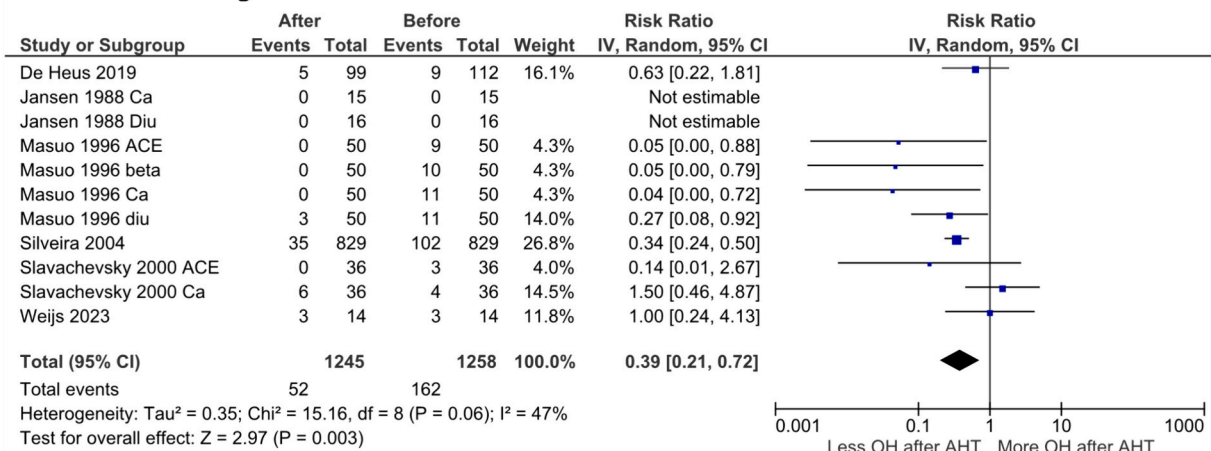 After Before Risk Ratio Risk Ratio
Study or Subgroup Events Total Events Total Weight IV, Random, 95% CI IV, Random, 95% CI
De Heus 2019 5 99 9 112 16.1% 0.63 [0.22, 1.81]
Jansen 1988 Ca 0 15 0 15 Not estimable
Jansen 1988 Diu 0 16 0 16 Not estimable
Masuo 1996 ACE 0 50 9 50 4.3% 0.05 [0.00, 0.88]
Masuo 1996 beta 0 50 10 50 4.3% 0.05 [0.00, 0.79]
Masuo 1996 Ca 0 50 11 50 4.3% 0.04 [0.00, 0.72]
Masuo 1996 diu 3 50 11 50 14.0% 0.27 [0.08, 0.92]
Silveira 2004 35 829 102 829 26.8% 0.34 [0.24, 0.50]
Slavachevsky 2000 ACE 0 36 3 36 4.0% 0.14 [0.01, 2.67]
Slavachevsky 2000 Ca 6 36 4 36 14.5% 1.50 [0.46, 4.87]
Weijs 2023 3 14 3 14 11.8% 1.00 [0.24, 4.13]
Total (95% CI) 1245 1258 100.0% 0.39 [0.21, 0.72]
Total events 52 162
Heterogeneity: Tau² = 0.35; Chi² = 15.16, df = 8 (P = 0.06); I² = 47%
Test for overall effect: Z = 2.97 (P = 0.003)
0.001 0.1 1 10 1000
Less OH after AHT More OH after AHT